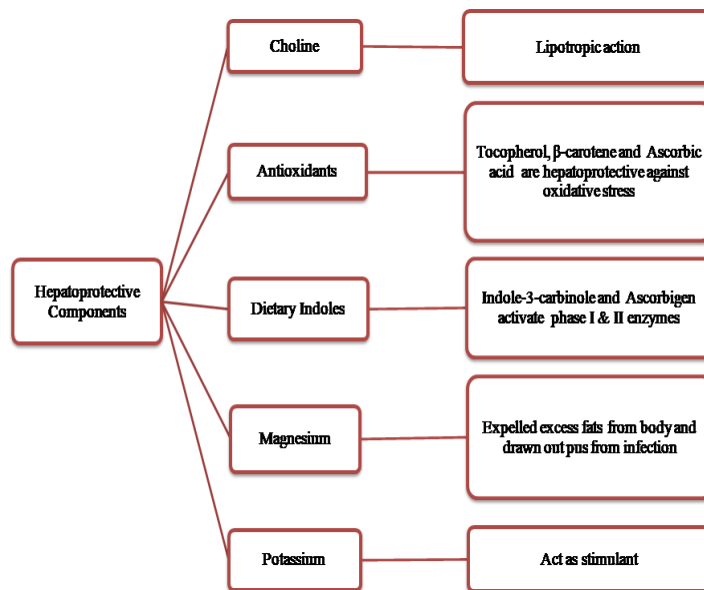 Choline
Lipotropic action
Tocopherol, β-carotene and Ascorbic
acid are hepatoprotective against
oxidative stress
Antioxidants
Hepatoprotective
Components
Dietary Indoles
Indole-3-carbinole and Ascorbigen
activate phase I & II enzymes
Magnesium
Expelled excess fats from body and
drawn out pus from infection
Potassium
Act as stimulant